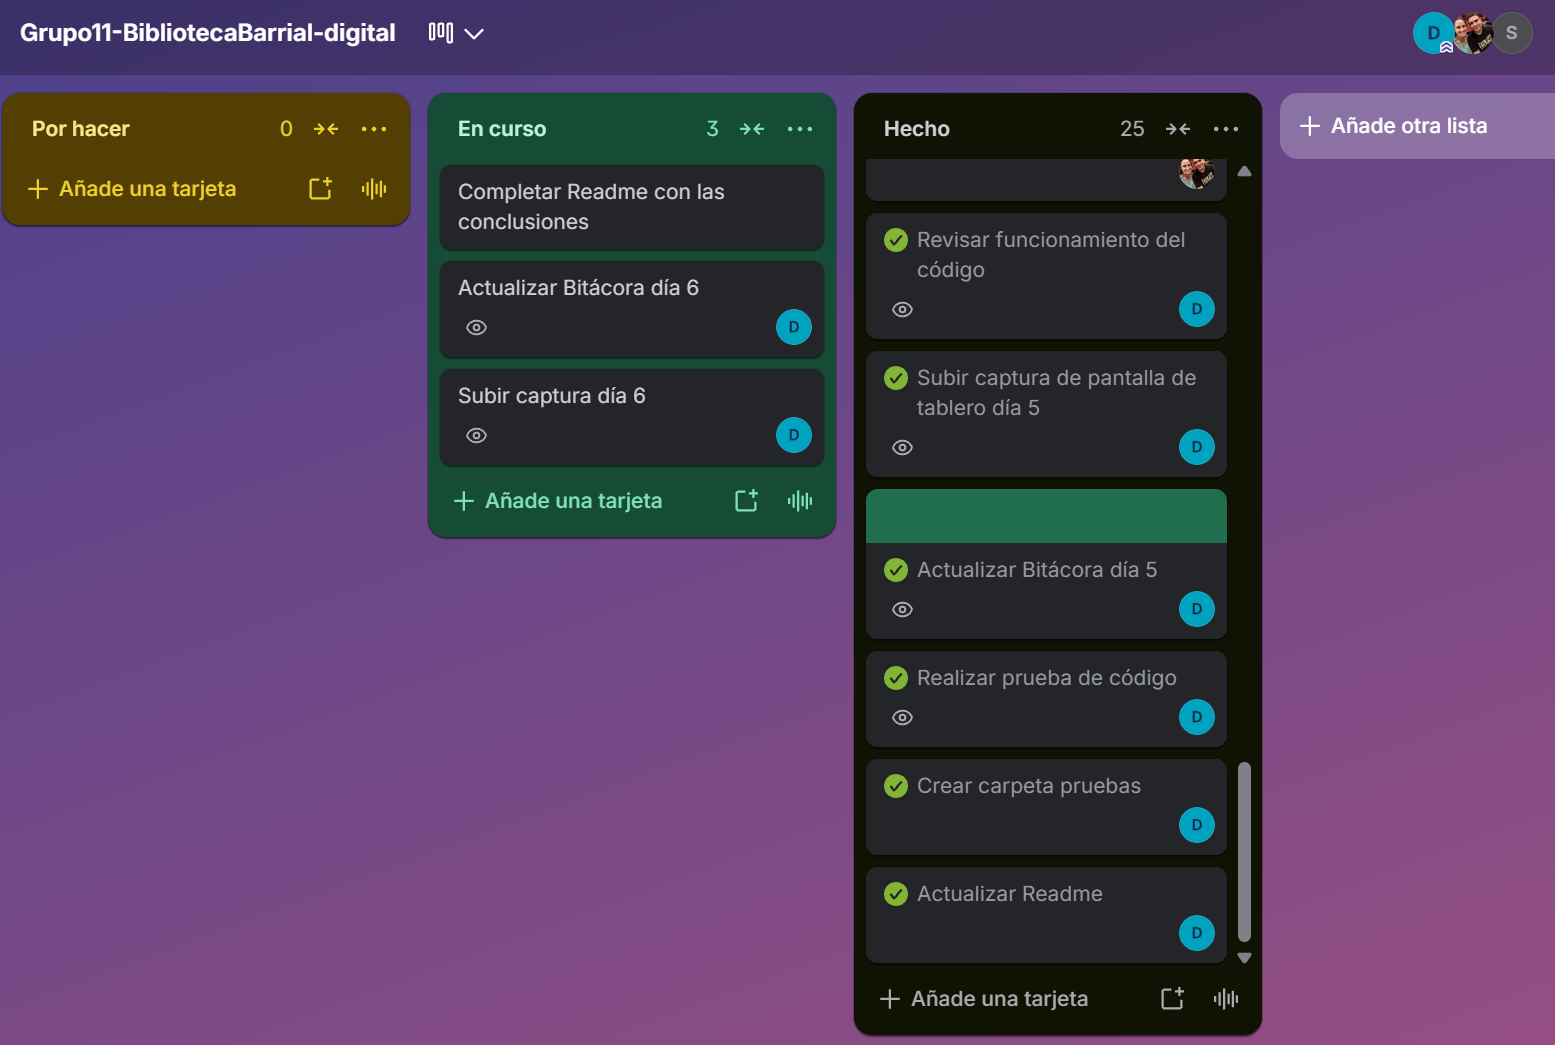 Grupo11-BibliotecaBarrial-digital
D
S
Por hacer
0
Añade una tarjeta
En curso
3
Completar Readme con las
conclusiones
Actualizar Bitácora día 6
D
Subir captura día 6
D
Añade una tarjeta
Hecho
25
Revisar funcionamiento del
código
D
Subir captura de pantalla de
tablero día 5
D
Actualizar Bitácora día 5
D
Realizar prueba de código
D
Crear carpeta pruebas
D
Actualizar Readme
D
Añade una tarjeta
Añade otra lista